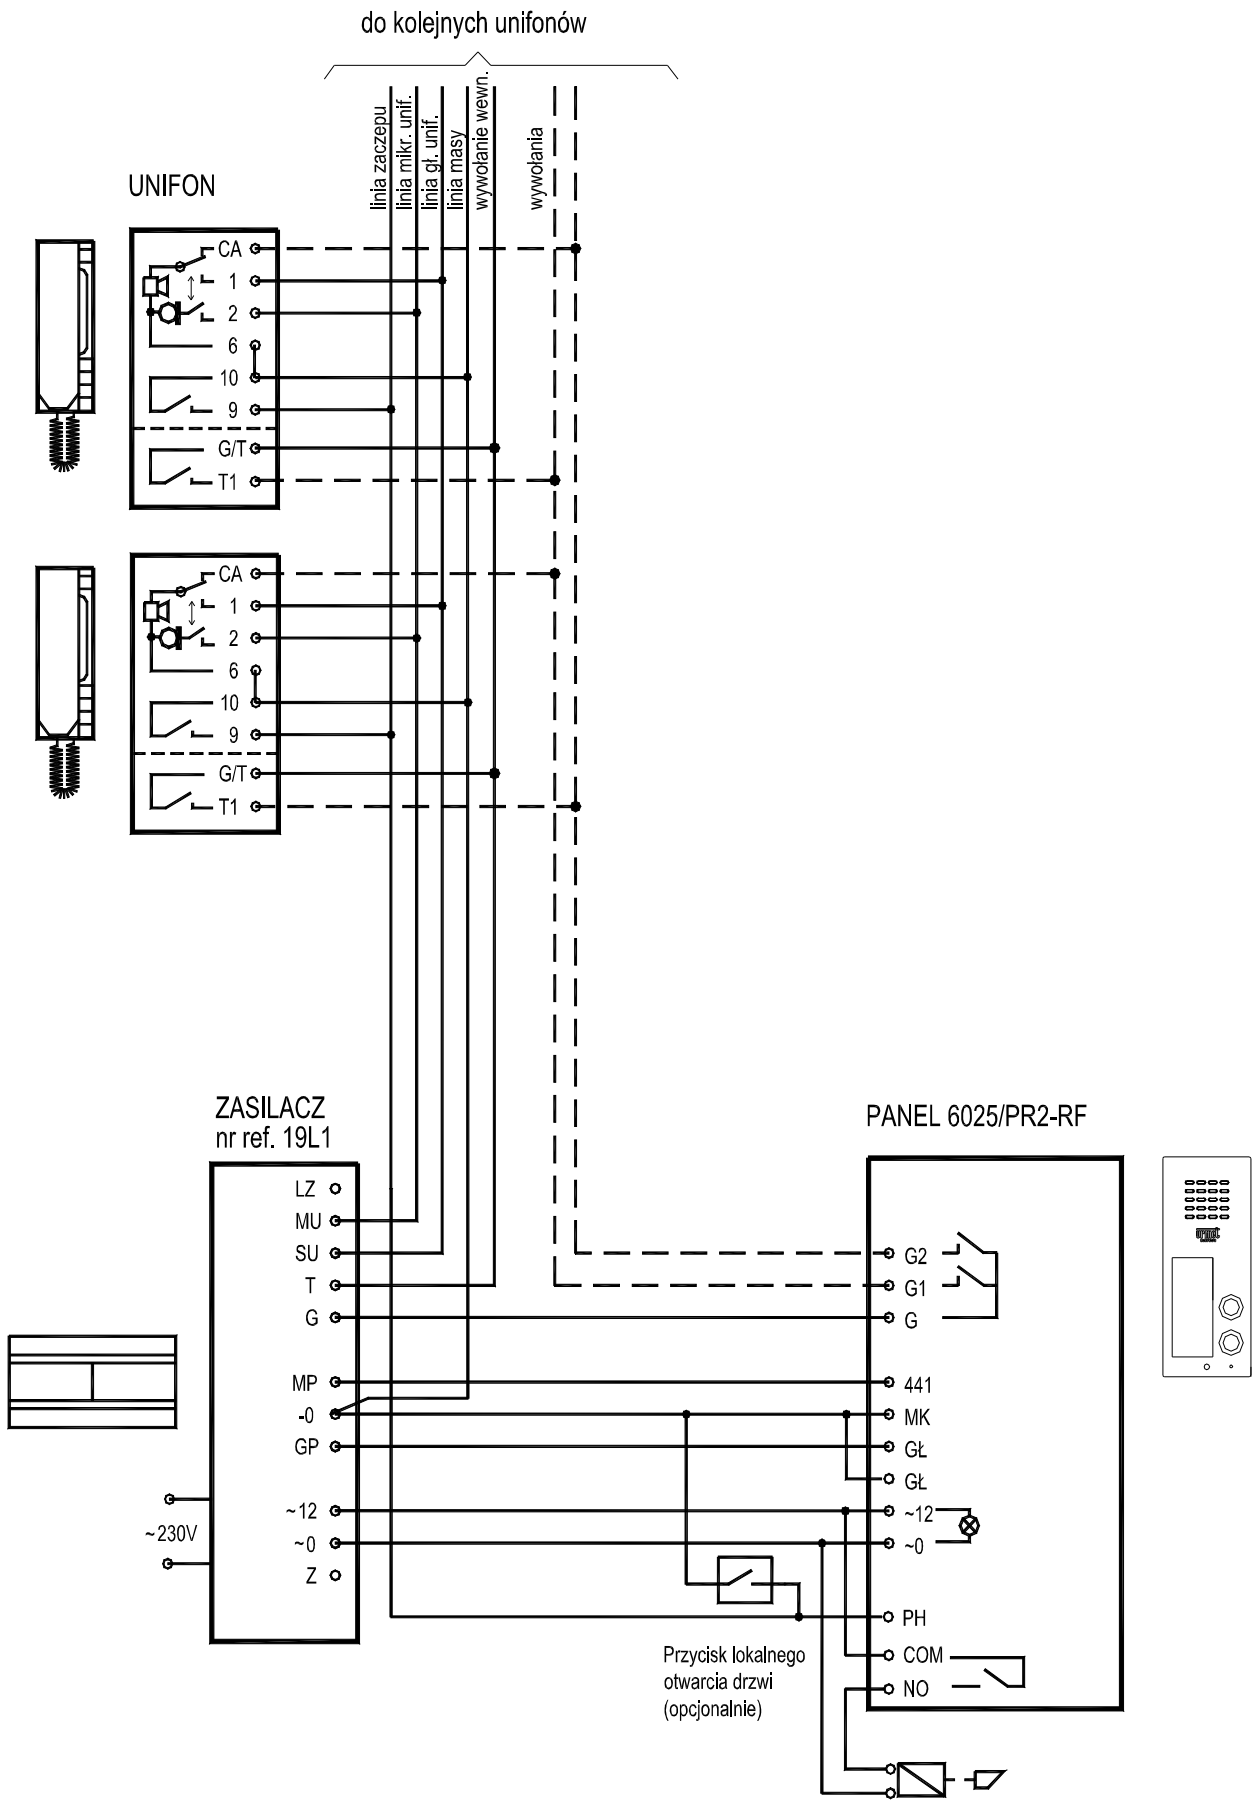 do kolejnych unifonów
linia zaczepu
linia mikr. unif.
linia gł. unif.
linia masy
wywołanie wewn.
wywołania
UNIFON
CA
1
2
6
10
9
G/T
T1
CA
1
2
6
10
9
G/T
T1
ZASILACZ
nr ref. 19L1
LZ
MU
SU
T
G
MP
-0
GP
~12
~0
Z
~230V
PANEL 6025/PR2-RF
G2
G1
G
441
MK
GŁ
GŁ
~12
~0
PH
COM
NO
urmet
Przycisk lokalnego
otwarcia drzwi
(opcjonalnie)